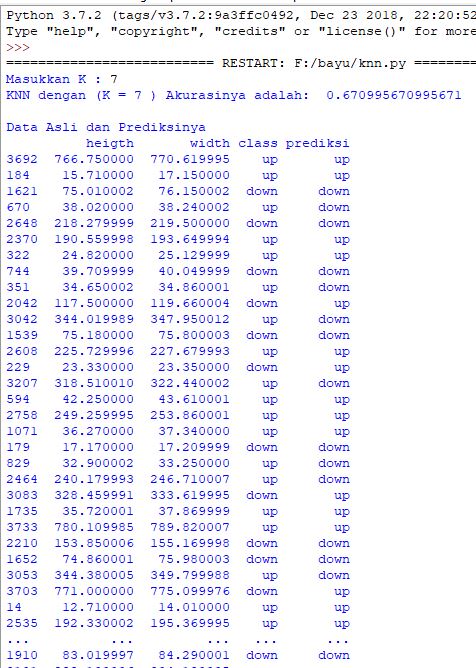 Python 3.7.2 (tags/v3.7.2:9a3ffc0492, Dec 23 2018, 22:20:52
Type "help", "copyright", "credits" or "license()" for more
>>>
========================== RESTART: F:/bayu/knn.py ========
Masukkan K : 7
KNN dengan (K = 7 ) Akurasinya adalah:  0.670995670995671
Data Asli dan Prediksinya
heigth width class prediksi
3692 766.750000 770.619995 up up
184 15.710000 17.150000 up up
1621 75.010002 76.150002 down down
670 38.020000 38.240002 up down
2648 218.279999 219.500000 down down
2370 190.559998 193.649994 up up
322 24.820000 25.129999 up up
744 39.709999 40.049999 down down
351 34.650002 34.860001 down up
2042 117.500000 119.660004 down up
3042 344.019989 347.950012 up down
1539 75.180000 75.800003 down down
2608 225.729996 227.679993 up up
229 23.330000 23.350000 down up
3207 318.510010 322.440002 up down
594 42.250000 43.610001 up up
2758 249.259995 253.860001 up up
1071 36.270000 37.340000 up up
179 17.170000 17.209999 down down
829 32.900002 33.250000 up down
2464 240.179993 246.710007 up down
3083 328.459991 333.619995 down up
1735 35.720001 37.869999 up up
3733 780.109985 789.820007 up up
2210 153.850006 155.169998 down down
1652 74.860001 75.980003 down down
3053 344.380005 349.799988 up down
3703 771.000000 775.099976 down up
14 12.710000 14.010000 up up
2535 192.330002 195.369995 up up
... ... ... ... ...
1910 83.019997 84.290001 down down